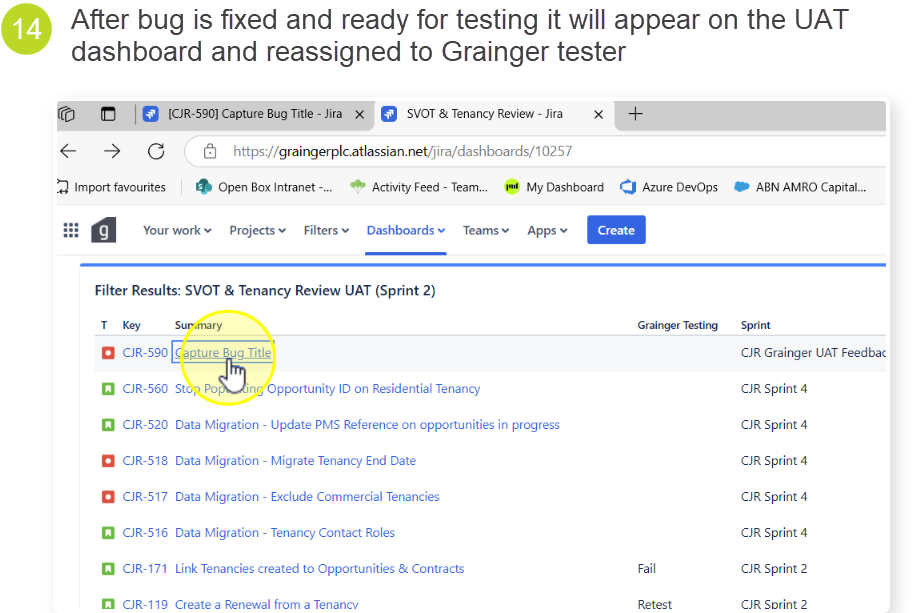 14
After bug is fixed and ready for testing it will appear on the UAT
dashboard and reassigned to Grainger tester
[CJR-590] Capture Bug Title - Jira
SVOT & Tenancy Review - Jira
https://graingerplc.atlassian.net/jira/dashboards/10257
Import favourites Open Box Intranet -... Activity Feed - Team... My Dashboard Azure DevOps ABN AMRO Capital...
g Your work Projects Filters Dashboards Teams Apps Create
Filter Results: SVOT & Tenancy Review UAT (Sprint 2)
T Key Summary Grainger Testing Sprint
CJR-590 Capture Bug Title CJR Grainger UAT Feedbac
CJR-560 Stop Populating Opportunity ID on Residential Tenancy CJR Sprint 4
CJR-520 Data Migration - Update PMS Reference on opportunities in progress CJR Sprint 4
CJR-518 Data Migration - Migrate Tenancy End Date CJR Sprint 4
CJR-517 Data Migration - Exclude Commercial Tenancies CJR Sprint 4
CJR-516 Data Migration - Tenancy Contact Roles CJR Sprint 4
CJR-171 Link Tenancies created to Opportunities & Contracts Fail CJR Sprint 2
CJR-119 Create a Renewal from a Tenancy Retest CJR Sprint 2